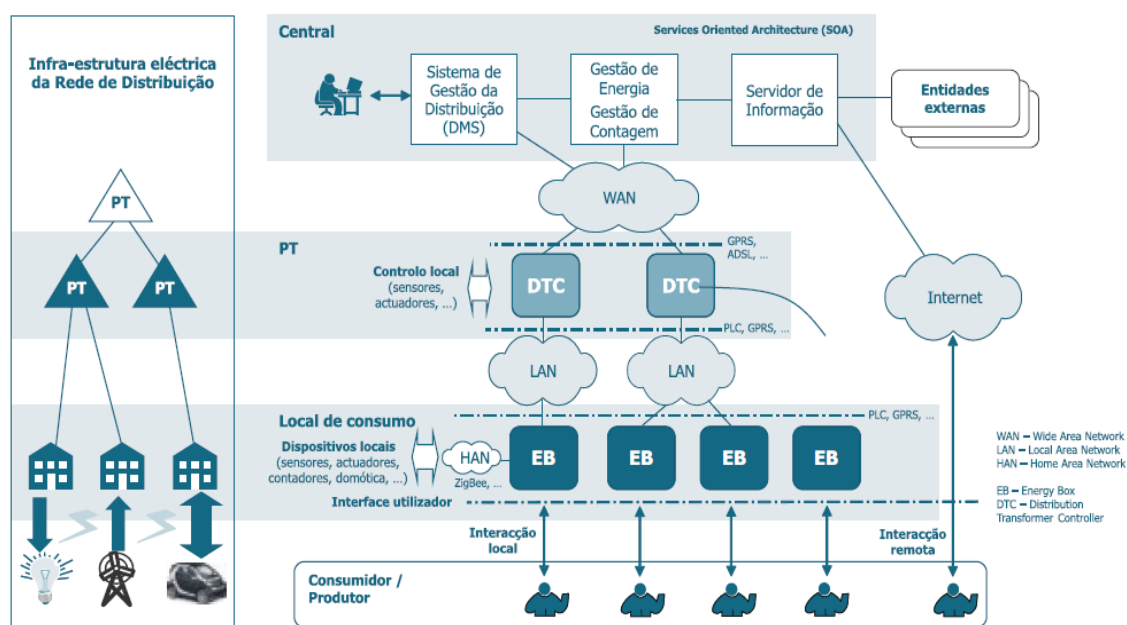 Infra-estrutura eléctrica
da Rede de Distribuição
PT
PT
PT
Central
Services Oriented Architecture (SOA)
Sistema de
Gestão da
Distribuição
(DMS)
Gestão de
Energia
Gestão de
Contagem
Servidor de
Informação
Entidades
externas
WAN
PT
GPRS,
ADSL, ...
Controlo local
(sensores,
actuadores, ...)
DTC
DTC
Internet
PLC, GPRS, ...
LAN
LAN
Local de consumo
PLC, GPRS, ...
Dispositivos locais
(sensores, actuadores,
contadores, domótica, ...)
HAN
ZigBee, ...
EB
EB
EB
EB
Interface utilizador
WAN – Wide Area Network
LAN – Local Area Network
HAN – Home Area Network
EB – Energy Box
DTC – Distribution
Transformer Controller
Interacção
local
Interacção
remota
Consumidor /
Produtor